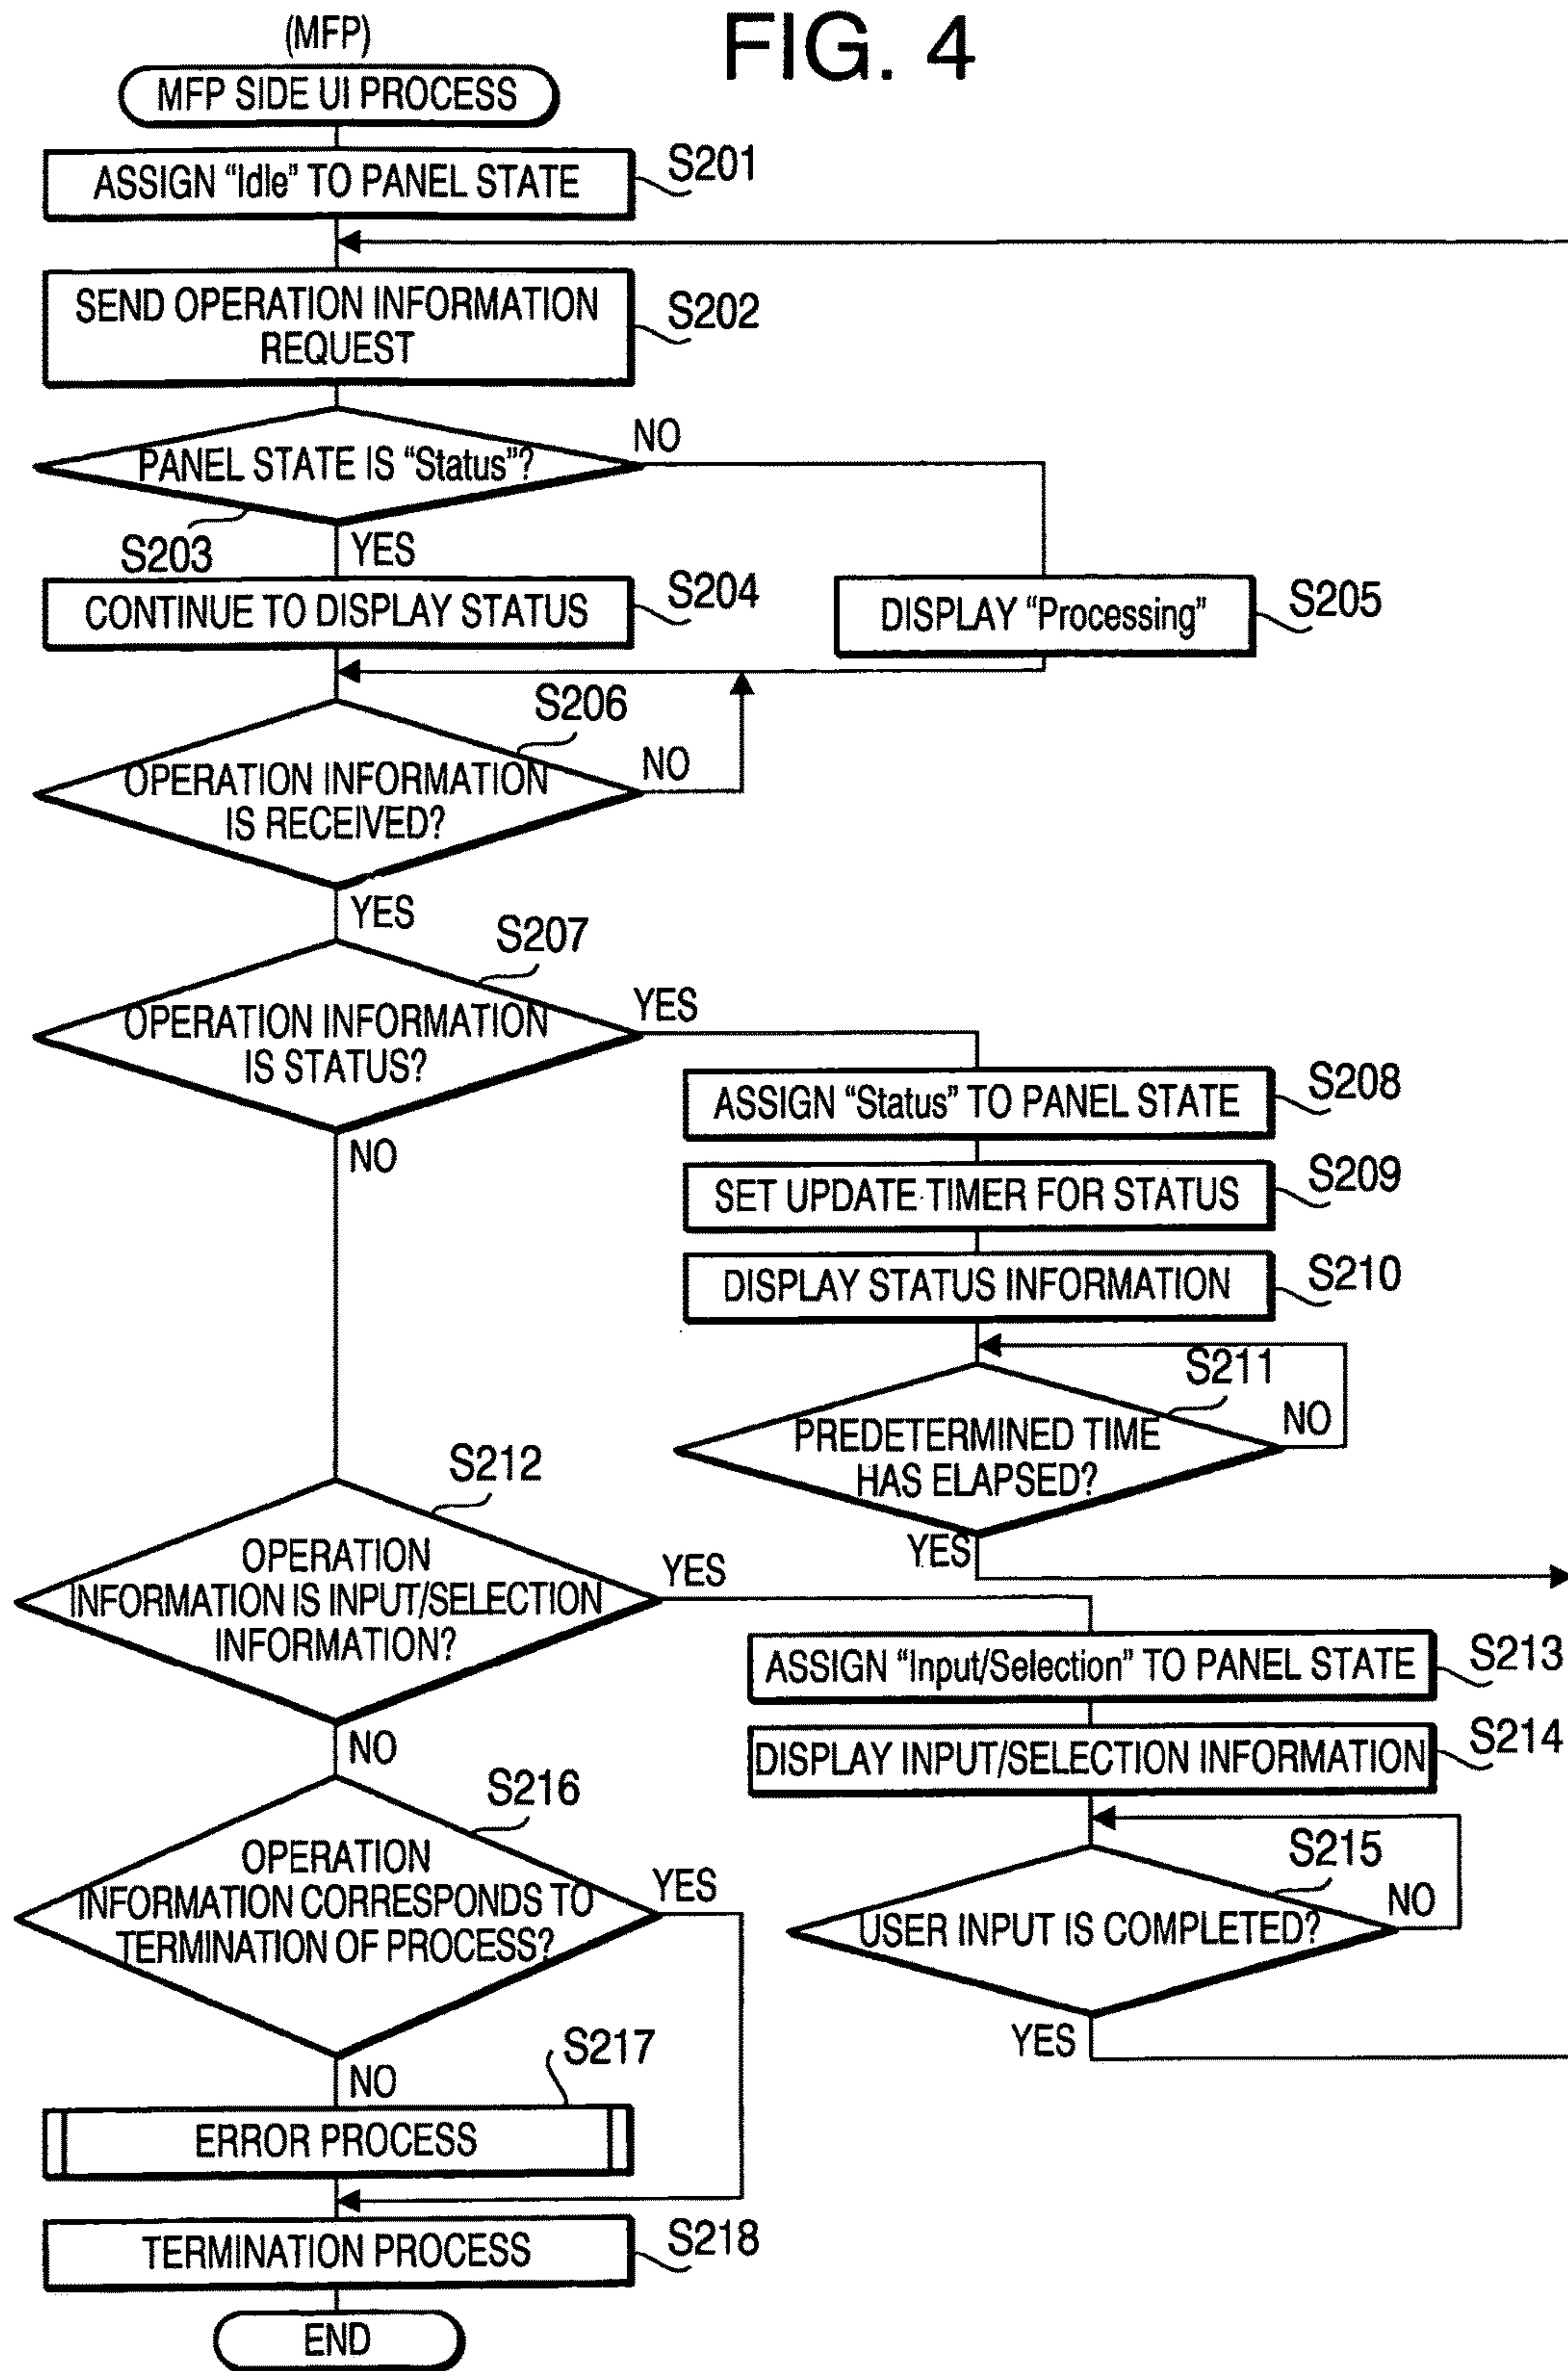 FIG. 4
(MFP)
MFP SIDE UI PROCESS
ASSIGN “Idle” TO PANEL STATE
S201
SEND OPERATION INFORMATION
REQUEST
S202
PANEL STATE IS “Status”?
NO
S203
YES
CONTINUE TO DISPLAY STATUS
S204
DISPLAY “Processing”
S205
S206
OPERATION INFORMATION
IS RECEIVED?
NO
YES
S207
OPERATION INFORMATION
IS STATUS?
YES
NO
ASSIGN “Status” TO PANEL STATE
S208
SET UPDATE TIMER FOR STATUS
S209
DISPLAY STATUS INFORMATION
S210
S211
PREDETERMINED TIME
HAS ELAPSED?
NO
YES
S212
OPERATION
INFORMATION IS INPUT/SELECTION
INFORMATION?
YES
NO
ASSIGN “Input/Selection” TO PANEL STATE
S213
DISPLAY INPUT/SELECTION INFORMATION
S214
S215
USER INPUT IS COMPLETED?
NO
YES
S216
OPERATION
INFORMATION CORRESPONDS TO
TERMINATION OF PROCESS?
YES
NO
S217
ERROR PROCESS
TERMINATION PROCESS
S218
END